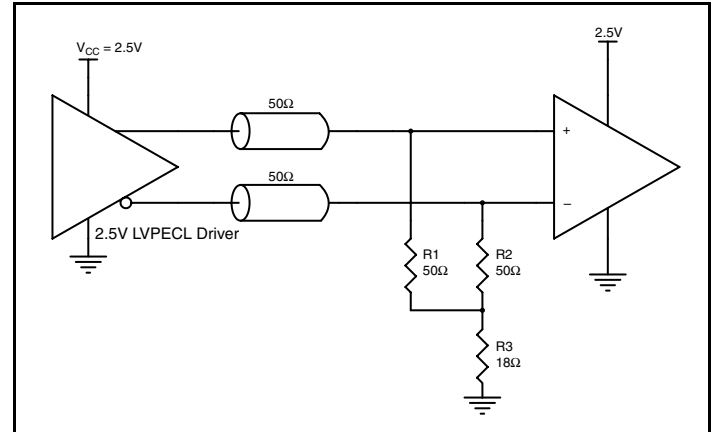 V_CC = 2.5V
2.5V
50Ω
50Ω
+
–
2.5V LVPECL Driver
R1
50Ω
R2
50Ω
R3
18Ω